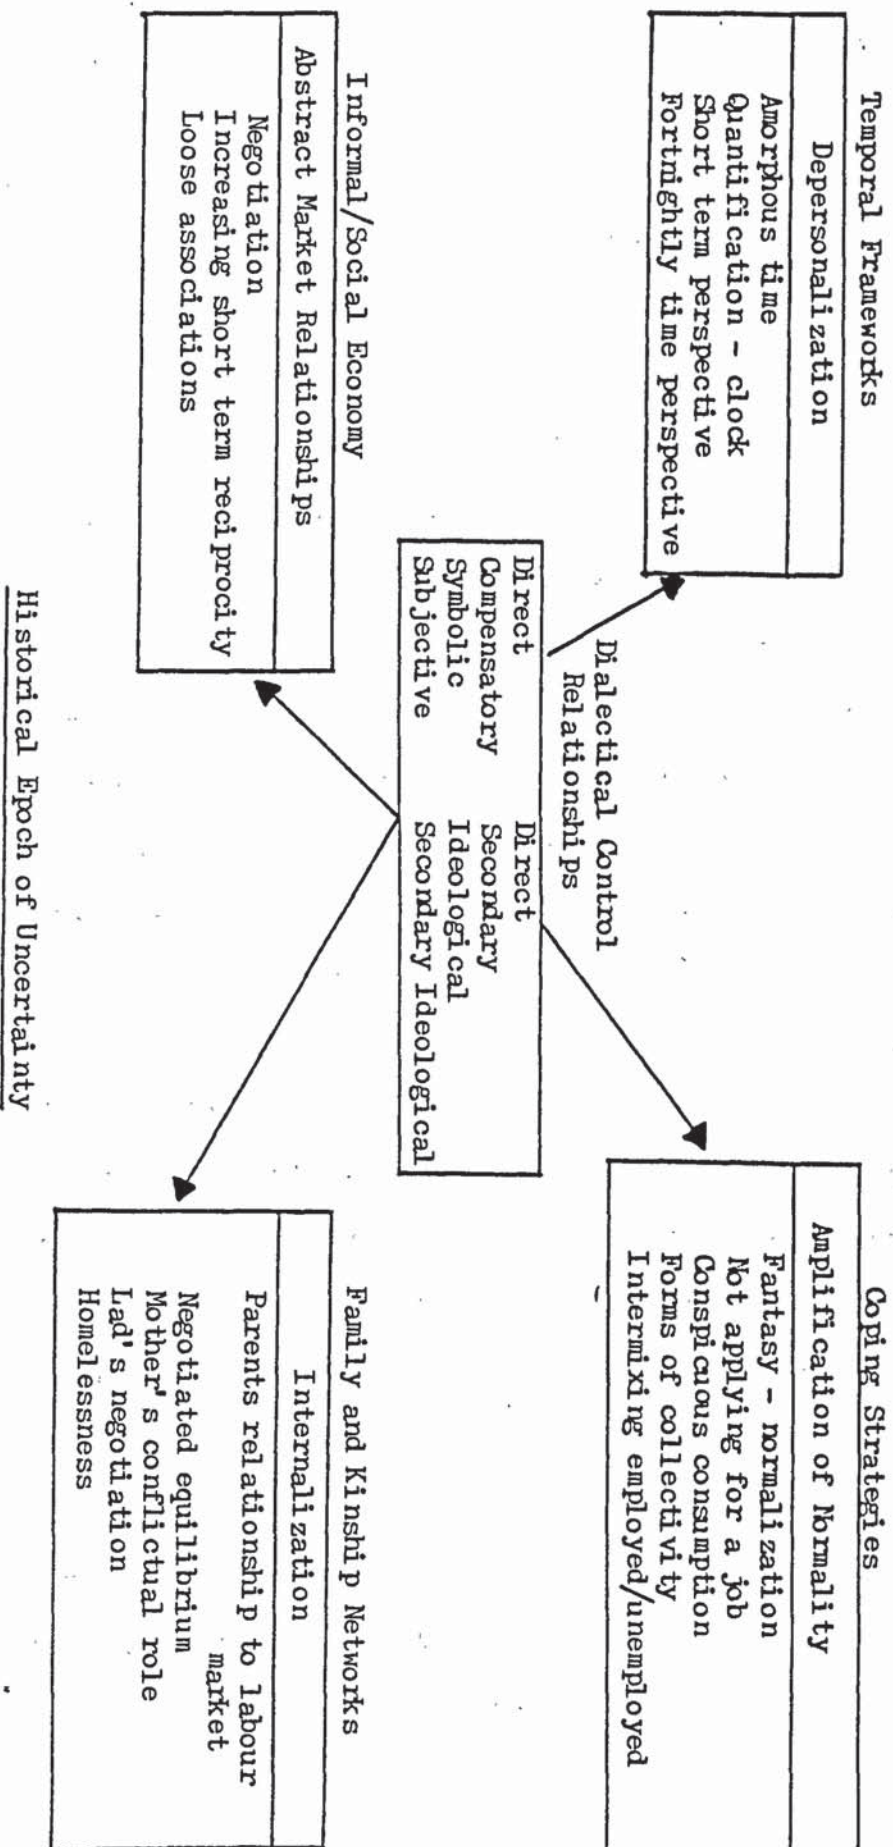 Temporal Frameworks
Depersonalization
Amorphous time
Quantification - clock
Short term perspective
Fortnightly time perspective
Coping Strategies
Amplification of Normality
Fantasy - normalization
Not applying for a job
Conspicuous consumption
Forms of collectivity
Intermixing employed/unemployed
Dialectical Control
Relationships
Direct Direct
Compensatory Secondary
Symbolic Ideological
Subjective Secondary Ideological
Informal/Social Economy
Abstract Market Relationships
Negotiation
Increasing short term reciprocity
Loose associations
Family and Kinship Networks
Internalization
Parents relationship to labour
market
Negotiated equilibrium
Mother's conflictual role
Lad's negotiation
Homelessness
Historical Epoch of Uncertainty